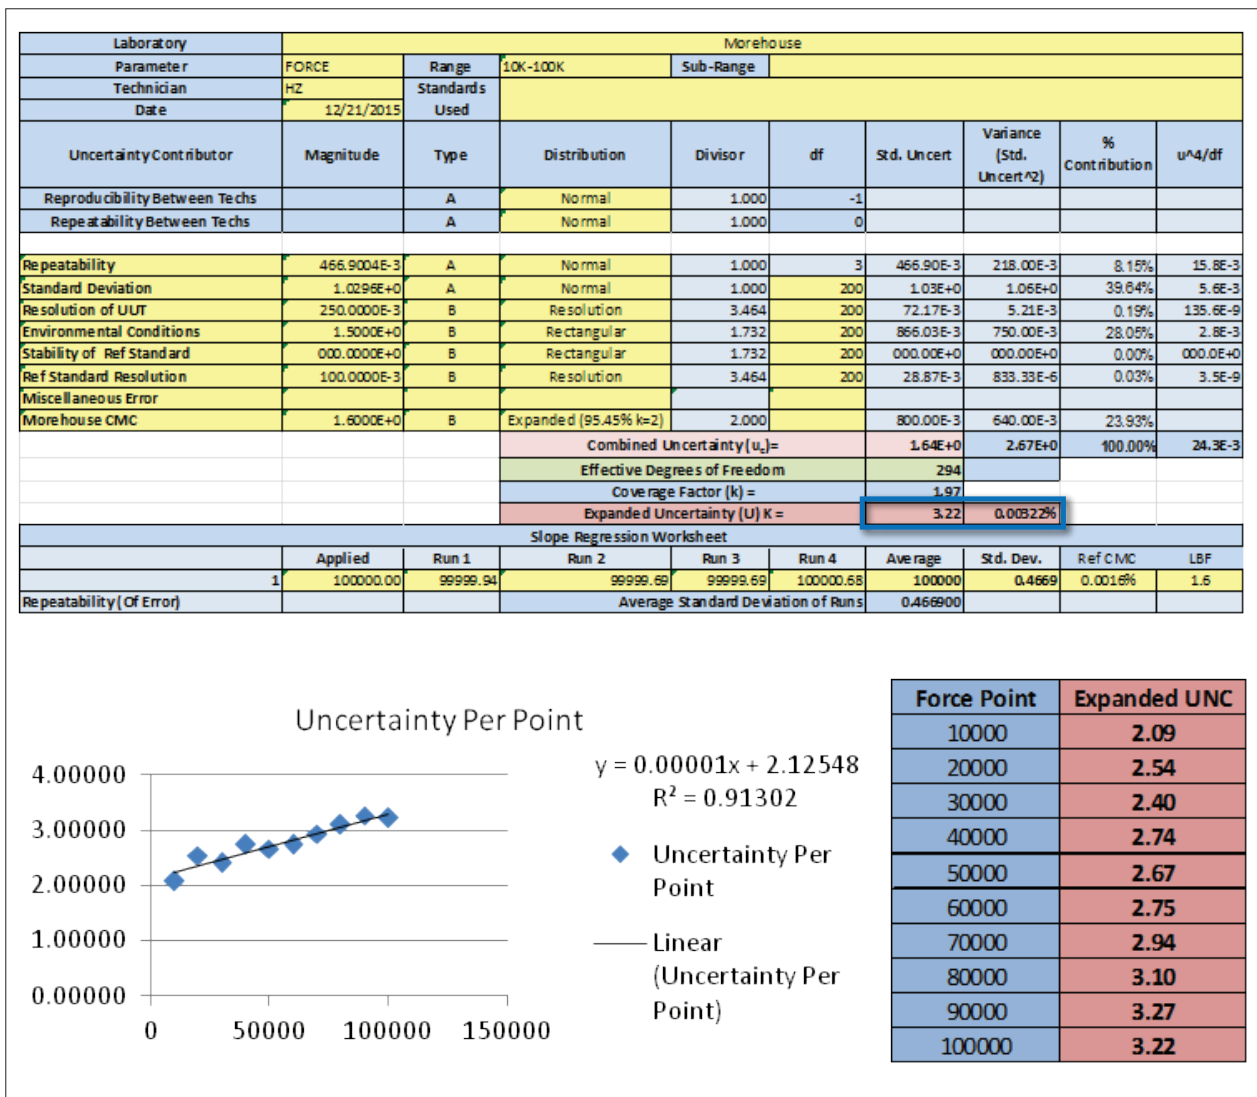 Laboratory Morehouse
Parameter FORCE Range 10K-100K Sub-Range
Technician HZ Standards
Date 12/21/2015 Used
Uncertainty Contributor Magnitude Type Distribution Divisor df Std. Uncert Variance (Std. Uncert^2) % Contribution u^4/df
Reproducibility Between Techs A Normal 1.000 -1
Repeatability Between Techs A Normal 1.000 0
Repeatability 466.9004E-3 A Normal 1.000 3 466.90E-3 218.00E-3 8.15% 15.8E-3
Standard Deviation 1.0296E+0 A Normal 1.000 200 1.03E+0 1.06E+0 39.64% 5.6E-3
Resolution of UUT 250.0000E-3 B Resolution 3.464 200 72.17E-3 5.21E-3 0.19% 135.6E-9
Environmental Conditions 1.5000E+0 B Rectangular 1.732 200 866.03E-3 750.00E-3 28.05% 2.8E-3
Stability of Ref Standard 000.0000E+0 B Rectangular 1.732 200 000.00E+0 000.00E+0 0.00% 000.0E+0
Ref Standard Resolution 100.0000E-3 B Resolution 3.464 200 28.87E-3 833.33E-6 0.03% 3.5E-9
Miscellaneous Error
Morehouse CMC 1.6000E+0 B Expanded (95.45% k=2) 2.000 800.00E-3 640.00E-3 23.93%
Combined Uncertainty (uc)= 1.64E+0 2.67E+0 100.00% 24.3E-3
Effective Degrees of Freedom 294
Coverage Factor (k) = 1.97
Expanded Uncertainty (U) K = 3.22 0.00322%
Slope Regression Worksheet
Applied Run 1 Run 2 Run 3 Run 4 Average Std. Dev. Ref CMC LBF
1 100000.00 99999.94 99999.69 99999.69 100000.68 100000 0.4669 0.0016% 1.6
Repeatability (Of Error) Average Standard Deviation of Runs 0.466900
Uncertainty Per Point
y = 0.00001x + 2.12548
R² = 0.91302
4.00000
3.00000
2.00000
1.00000
0.00000
0 50000 100000 150000
Uncertainty Per
Point
Linear
(Uncertainty Per
Point)
Force Point Expanded UNC
10000 2.09
20000 2.54
30000 2.40
40000 2.74
50000 2.67
60000 2.75
70000 2.94
80000 3.10
90000 3.27
100000 3.22